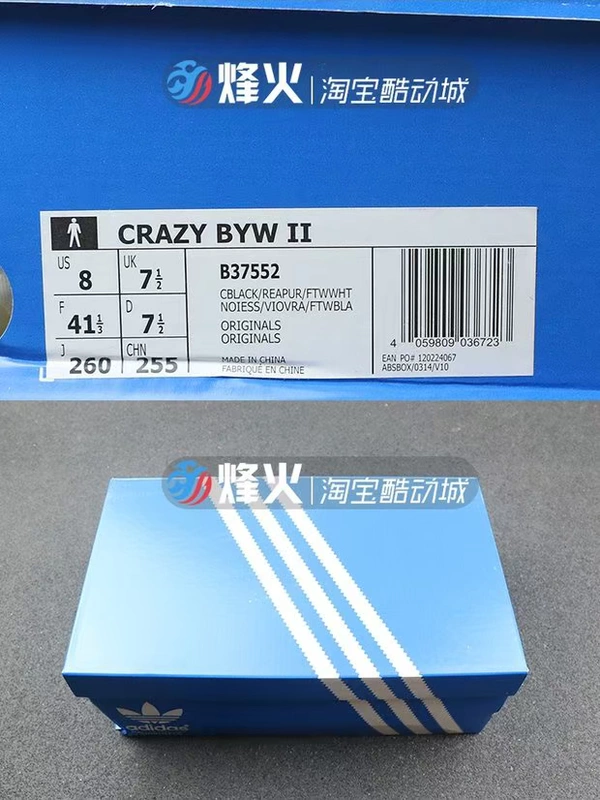 烽火 | 淘宝酷动城
CRAZY BYW II
US 8
UK 7½
F 41⅓
D 7½
J 260
CHN 255
B37552
CBLACK/REAPUR/FTWWHT
NOIESS/VIOVRA/FTWBLA
ORIGINALS
ORIGINALS
MADE IN CHINA
FABRIQUÉ EN CHINE
4 059809 036723
EAN PO# 120224067
ABSBOX/0314/V10
烽火 | 淘宝酷动城
adidas